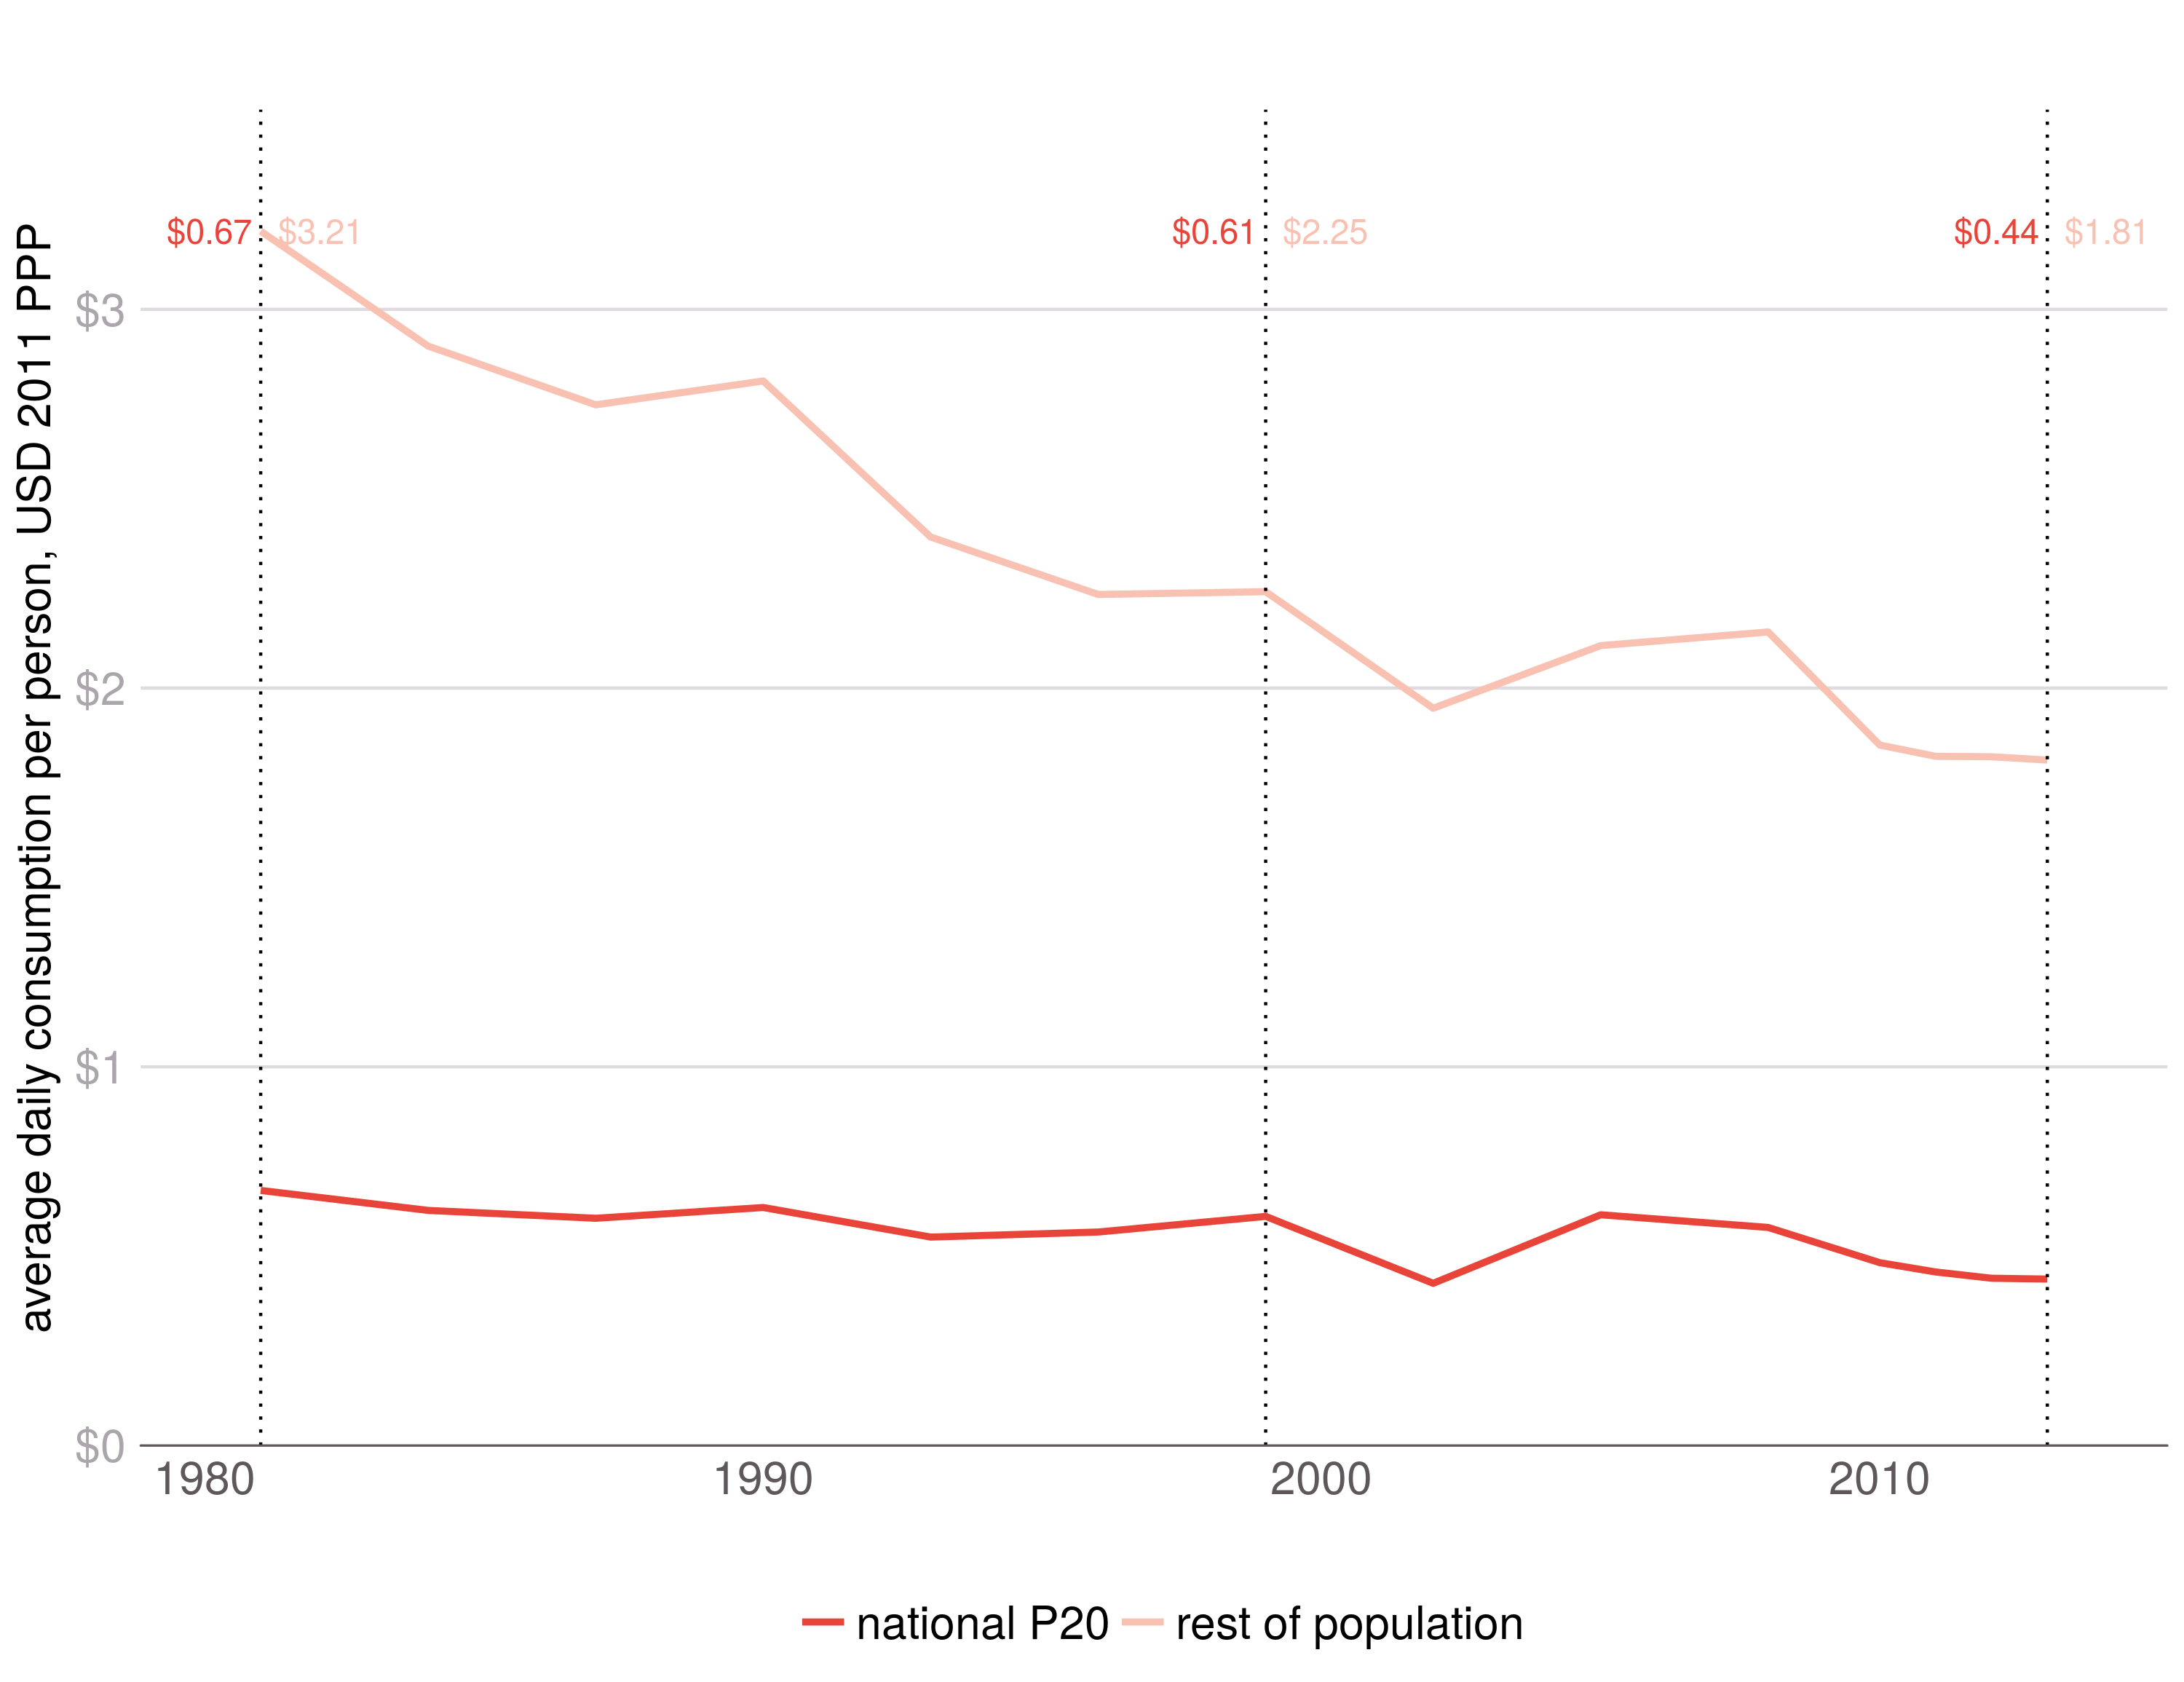 average daily consumption per person, USD 2011 PPP
$0.67 $3.21 $0.61 $2.25 $0.44 $1.81
$3
$2
$1
$0
1980 1990 2000 2010
national P20 rest of population